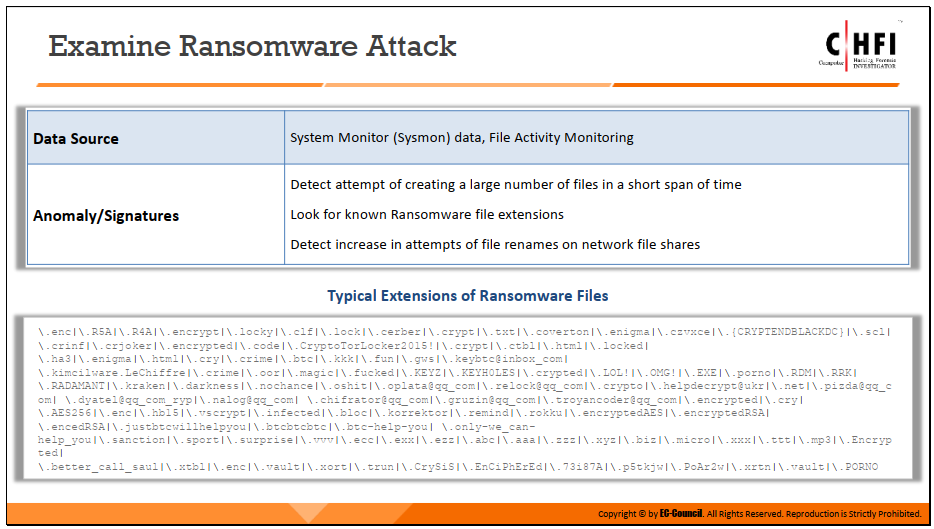 Examine Ransomware Attack
CHFI
Computer Hacking Forensic
INVESTIGATOR
Data Source
System Monitor (Sysmon) data, File Activity Monitoring
Anomaly/Signatures
Detect attempt of creating a large number of files in a short span of time
Look for known Ransomware file extensions
Detect increase in attempts of file renames on network file shares
Typical Extensions of Ransomware Files
\.enc|\.R5A|\.R4A|\.encrypt|\.locky|\.clf|\.lock|\.cerber|\.crypt|\.txt|\.coverton|\.enigma|\.czvxce|\.{CRYPTENDBLACKDC}|\.scl|
\.crinf|\.crjoker|\.encrypted|\.code|\.CryptoTorLocker2015!|\.crypt|\.ctbl|\.html|\.locked|
\.ha3|\.enigma|\.html|\.cry|\.crime|\.btc|\.kkk|\.fun|\.gws|\.keybtc@inbox_com|
\.kimcilware.LeChiffre|\.crime|\.oor|\.magic|\.fucked|\.KEYZ|\.KEYH0LES|\.crypted|\.LOL!|\.OMG!|\.EXE|\.porno|\.RDM|\.RRK|
\.RADAMANT|\.kraken|\.darkness|\.nochance|\.oshit|\.oplata@qq_com|\.relock@qq_com|\.crypto|\.helpdecrypt@ukr|\.net|\.pizda@qq_c
om|\.dyatel@qq_com_ryp|\.nalog@qq_com|\.chifrator@qq_com|\.gruzin@qq_com|\.troyancoder@qq_com|\.encrypted|\.cry|
\.AES256|\.enc|\.hb15|\.vscrypt|\.infected|\.bloc|\.korrektor|\.remind|\.rokku|\.encryptedAES|\.encryptedRSA|
\.encedRSA|\.justbtcwillhelpyou|\.btcbtcbtc|\.btc-help-you|\.only-we_can-
help_you|\.sanction|\.sport|\.surprise|\.vvv|\.ecc|\.exx|\.ezz|\.abc|\.aaa|\.zzz|\.xyz|\.biz|\.micro|\.xxx|\.ttt|\.mp3|\.Encryp
ted|
\.better_call_saul|\.xtbl|\.enc|\.vault|\.xort|\.trun|\.CrySiS|\.EnCiPhErEd|\.73i87A|\.p5tkjw|\.PoAr2w|\.xrtn|\.vault|\.PORNO
Copyright © by EC-Council. All Rights Reserved. Reproduction is Strictly Prohibited.